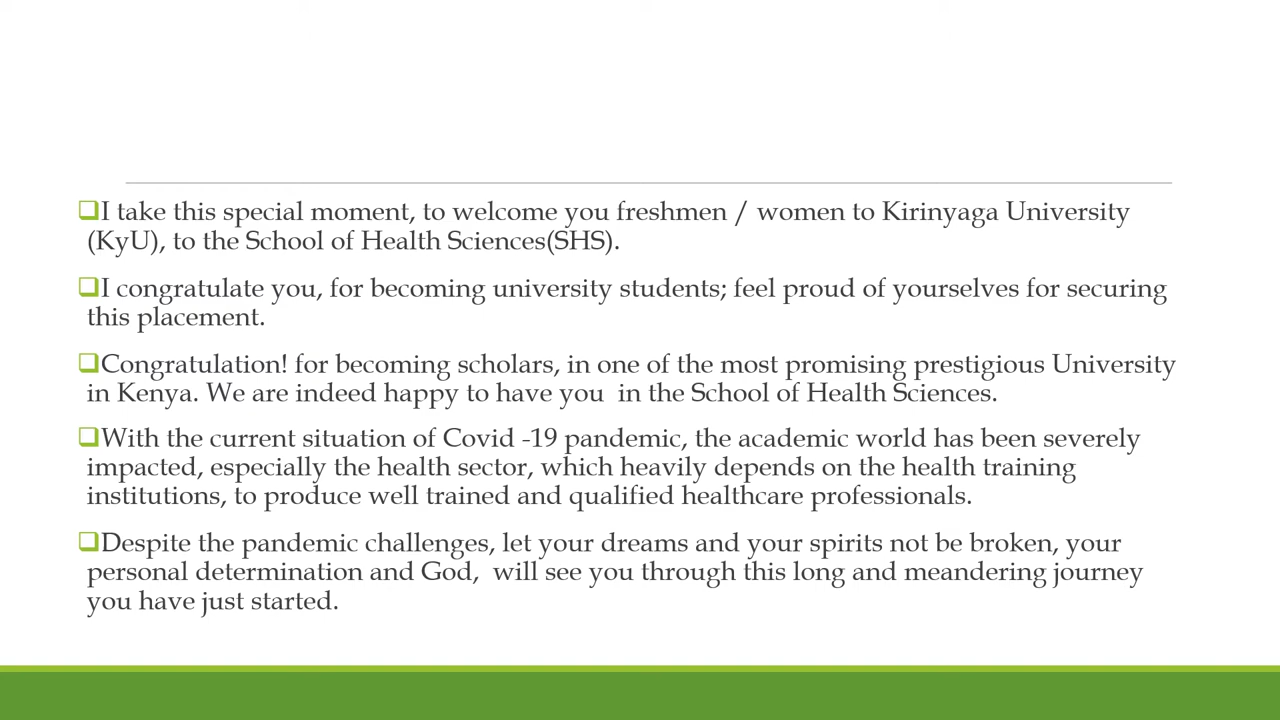 ❑I take this special moment, to welcome you freshmen / women to Kirinyaga University
(KyU), to the School of Health Sciences(SHS).
❑I congratulate you, for becoming university students; feel proud of yourselves for securing
this placement.
❑Congratulation! for becoming scholars, in one of the most promising prestigious University
in Kenya. We are indeed happy to have you  in the School of Health Sciences.
❑With the current situation of Covid -19 pandemic, the academic world has been severely
impacted, especially the health sector, which heavily depends on the health training
institutions, to produce well trained and qualified healthcare professionals.
❑Despite the pandemic challenges, let your dreams and your spirits not be broken, your
personal determination and God,  will see you through this long and meandering journey
you have just started.